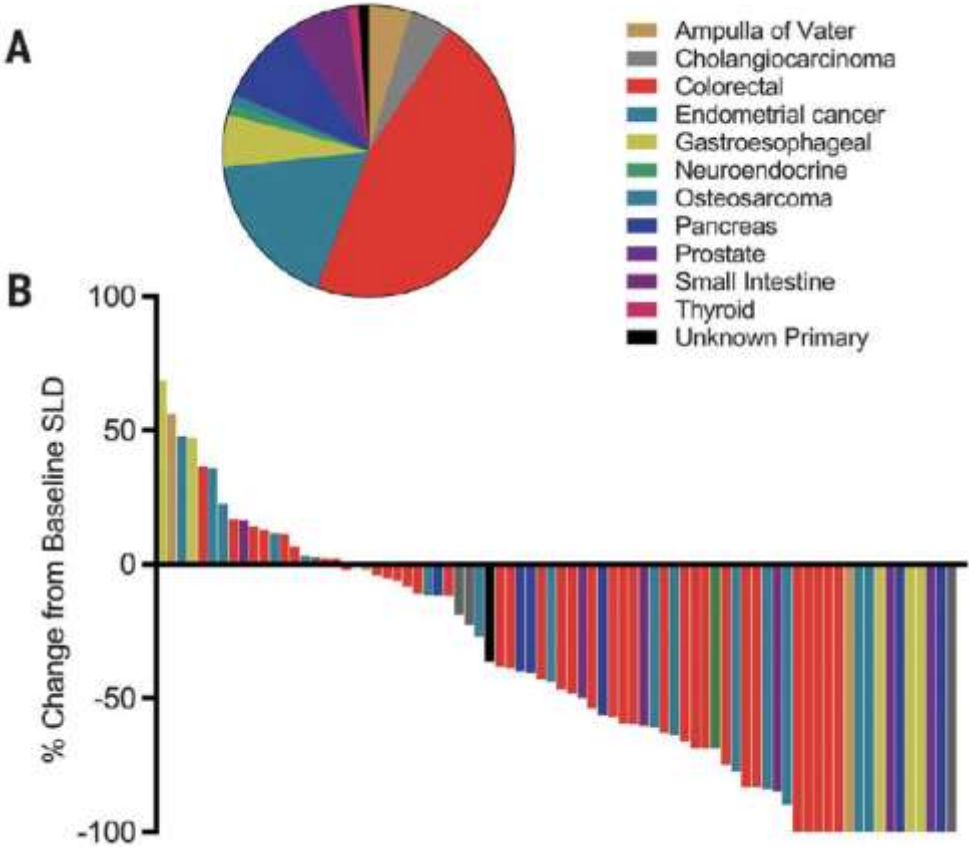 A
Ampulla of Vater
Cholangiocarcinoma
Colorectal
Endometrial cancer
Gastroesophageal
Neuroendocrine
Osteosarcoma
Pancreas
Prostate
Small Intestine
Thyroid
Unknown Primary
B
% Change from Baseline SLD
100
50
0
-50
-100